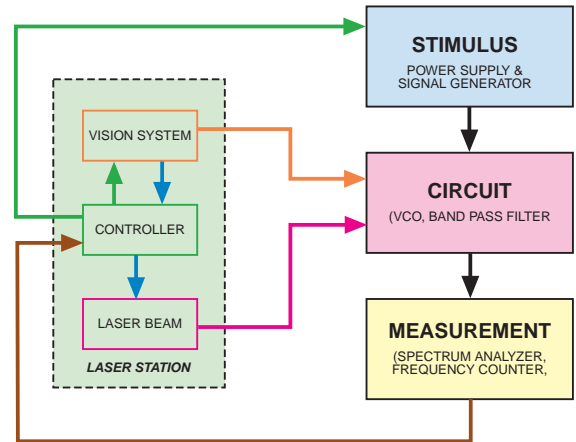 STIMULUS
POWER SUPPLY &
SIGNAL GENERATOR
VISION SYSTEM
CIRCUIT
(VCO, BAND PASS FILTER
CONTROLLER
LASER BEAM
MEASUREMENT
(SPECTRUM ANALYZER,
FREQUENCY COUNTER,
LASER STATION